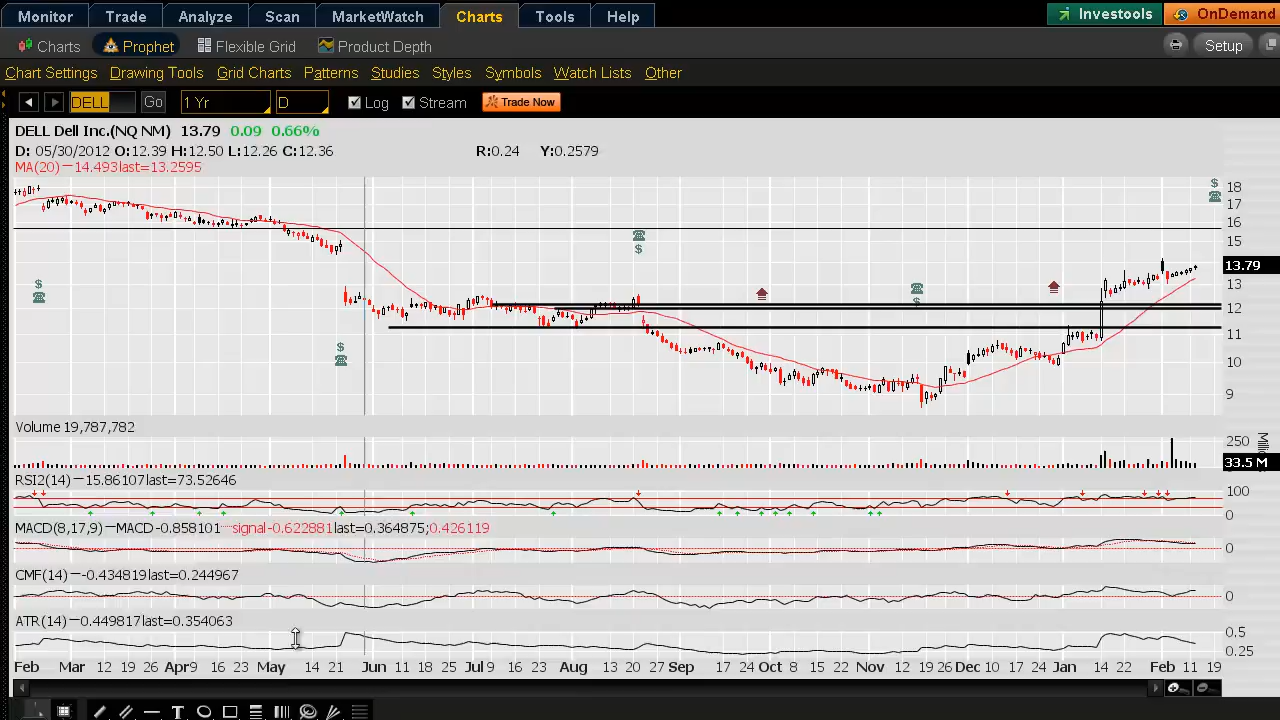 Monitor Trade Analyze Scan MarketWatch Charts Tools Help Investools OnDemand
Charts Prophet Flexible Grid Product Depth Setup
Chart Settings Drawing Tools Grid Charts Patterns Studies Styles Symbols Watch Lists Other
DELL Go 1 Yr D Log Stream Trade Now
DELL Dell Inc.(NQ NM) 13.79 0.09 0.66%
D: 05/30/2012 O:12.39 H:12.50 L:12.26 C:12.36 R:0.24 Y:0.2579
MA(20) —14.493last=13.2595
18
17
16
15
13.79
13
12
11
10
9
$
$
$
$
$
Volume 19,787,782
250
33.5 M
RSI2(14) —15.86107last=73.52646
100
0
MACD(8,17,9) —MACD-0.858101 signal-0.622881last=0.364875;0.426119
0
CMF(14) —-0.434819last=0.244967
0
ATR(14) —0.449817last=0.354063
0.5
0.25
Feb Mar 12 19 26 Apr9 16 23 May 14 21 Jun 11 18 25 Jul9 16 23 Aug 13 20 27 Sep 17 24 Oct 8 15 22 Nov 12 19 26 Dec 10 17 24 Jan 14 22 Feb 11 19
T